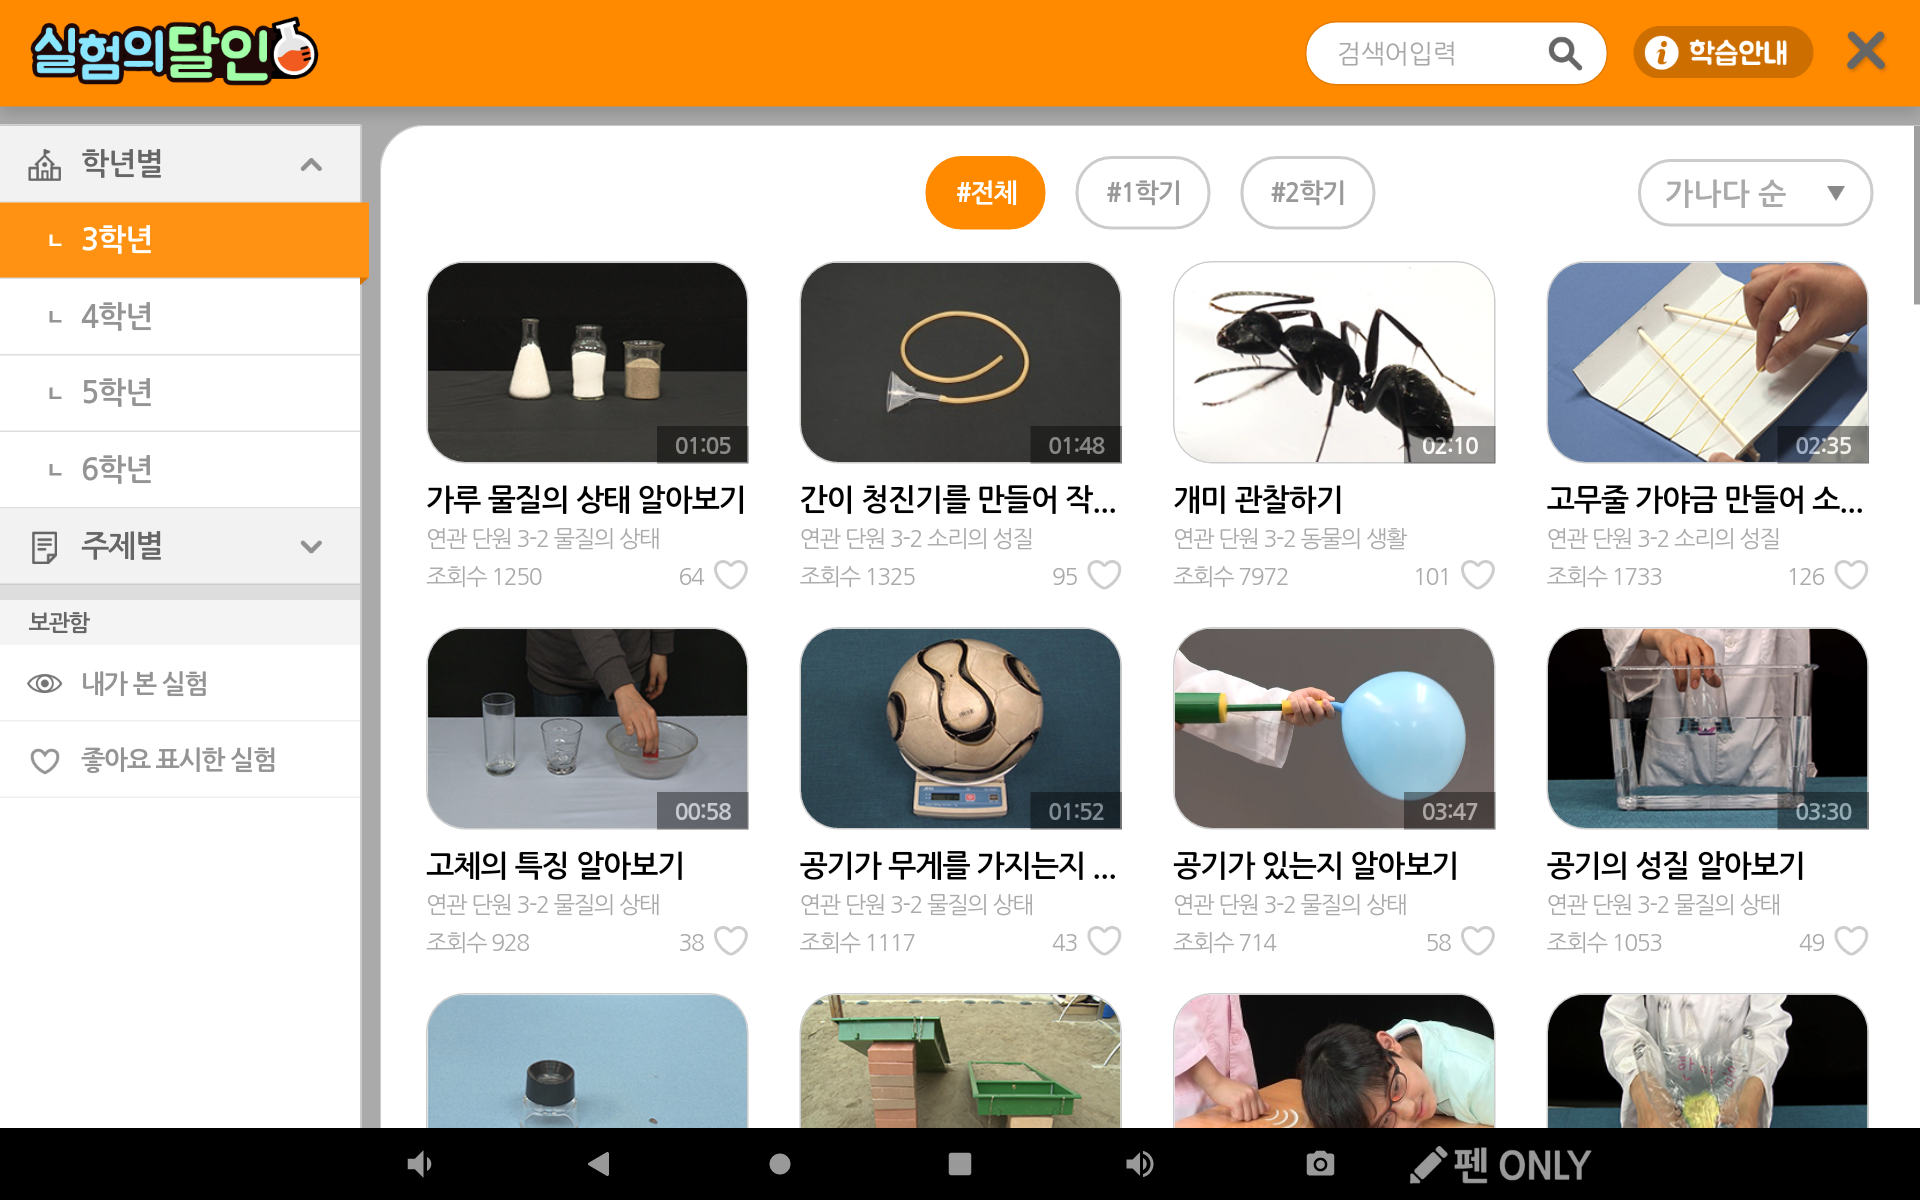 실험의달인
검색어입력
학습안내
학년별
ㄴ 3학년
ㄴ 4학년
ㄴ 5학년
ㄴ 6학년
주제별
보관함
내가 본 실험
좋아요 표시한 실험
#전체
#1학기
#2학기
가나다 순
01:05
01:48
02:10
02:35
가루 물질의 상태 알아보기
간이 청진기를 만들어 작...
개미 관찰하기
고무줄 가야금 만들어 소...
연관 단원 3-2 물질의 상태
연관 단원 3-2 소리의 성질
연관 단원 3-2 동물의 생활
연관 단원 3-2 소리의 성질
조회수 1250 64
조회수 1325 95
조회수 7972 101
조회수 1733 126
00:58
01:52
03:47
03:30
고체의 특징 알아보기
공기가 무게를 가지는지 ...
공기가 있는지 알아보기
공기의 성질 알아보기
연관 단원 3-2 물질의 상태
연관 단원 3-2 물질의 상태
연관 단원 3-2 물질의 상태
연관 단원 3-2 물질의 상태
조회수 928 38
조회수 1117 43
조회수 714 58
조회수 1053 49
펜 ONLY